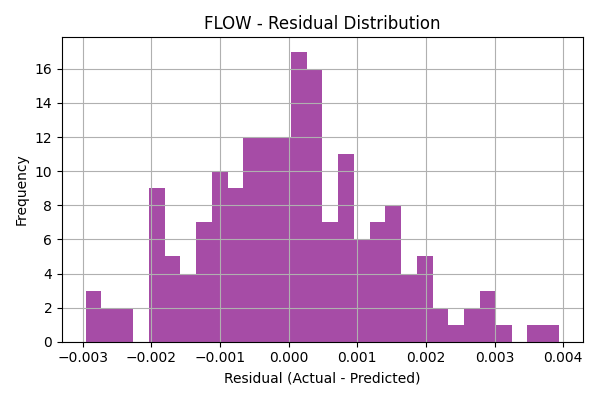 FLOW - Residual Distribution
Frequency
16
14
12
10
8
6
4
2
0
−0.003 −0.002 −0.001 0.000 0.001 0.002 0.003 0.004
Residual (Actual - Predicted)